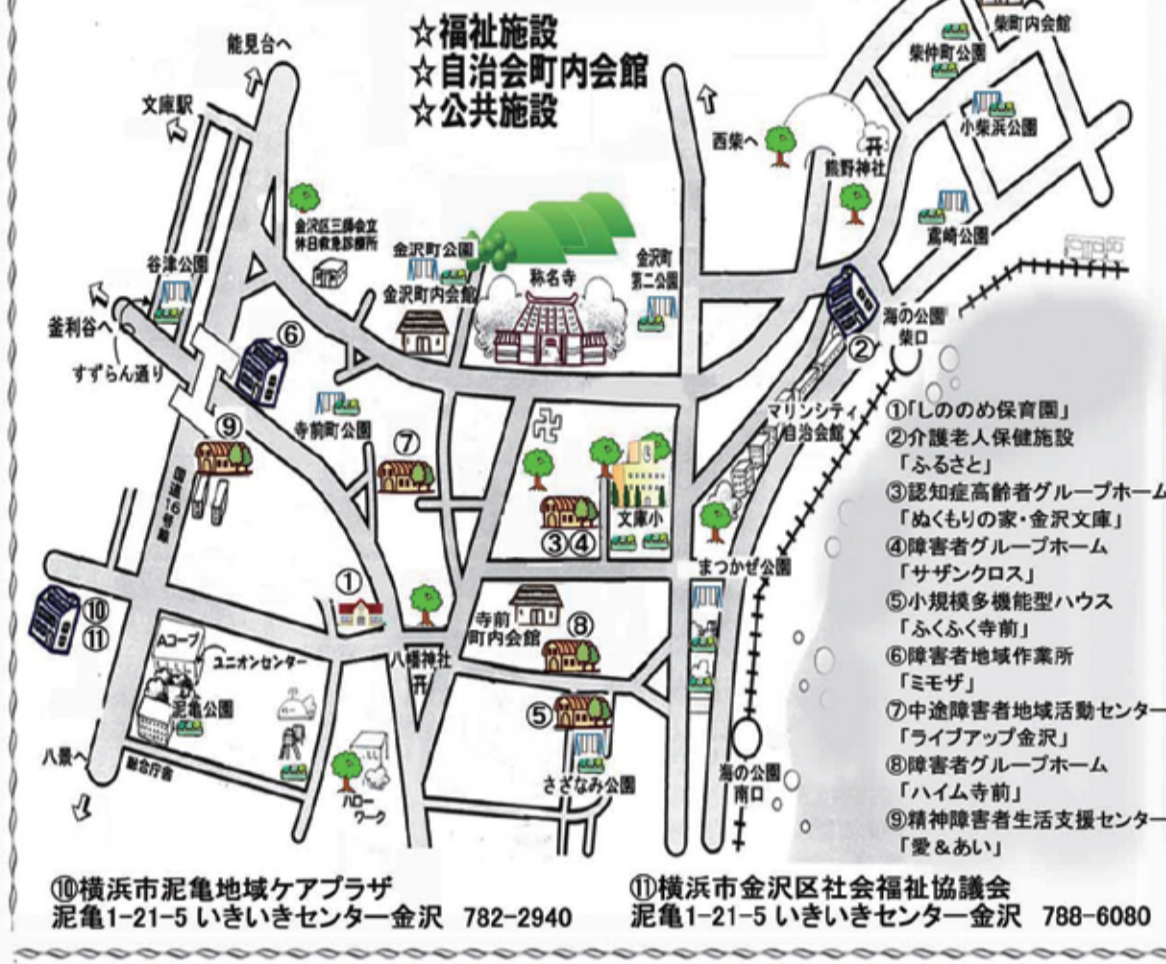 ☆福祉施設
☆自治会町内会館
☆公共施設
能見台へ
文庫駅
柴町内会館
柴仲町公園
小柴浜公園
西柴へ
熊野神社
鳶崎公園
金沢区三師会立
休日救急診療所
金沢町公園
金沢町内会館
称名寺
金沢町
第二公園
谷津公園
釜利谷へ
すずらん通り
⑥
海の公園
柴口
②
寺前町公園
⑨
⑦
マリンシティ
自治会館
国道16号線
文庫小
③④
まつかぜ公園
①
寺前
町内会館
⑧
⑩
⑪
Aコープ
ユニオンセンター
八幡神社
泥亀公園
⑤
八景へ
総合庁舎
ハロー
ワーク
さざなみ公園
海の公園
南口
①「しののめ保育園」
②介護老人保健施設
「ふるさと」
③認知症高齢者グループホーム
「ぬくもりの家・金沢文庫」
④障害者グループホーム
「サザンクロス」
⑤小規模多機能型ハウス
「ふくふく寺前」
⑥障害者地域作業所
「ミモザ」
⑦中途障害者地域活動センター
「ライブアップ金沢」
⑧障害者グループホーム
「ハイム寺前」
⑨精神障害者生活支援センター
「愛＆あい」
⑩横浜市泥亀地域ケアプラザ
泥亀1-21-5 いきいきセンター金沢 782-2940
⑪横浜市金沢区社会福祉協議会
泥亀1-21-5 いきいきセンター金沢 788-6080